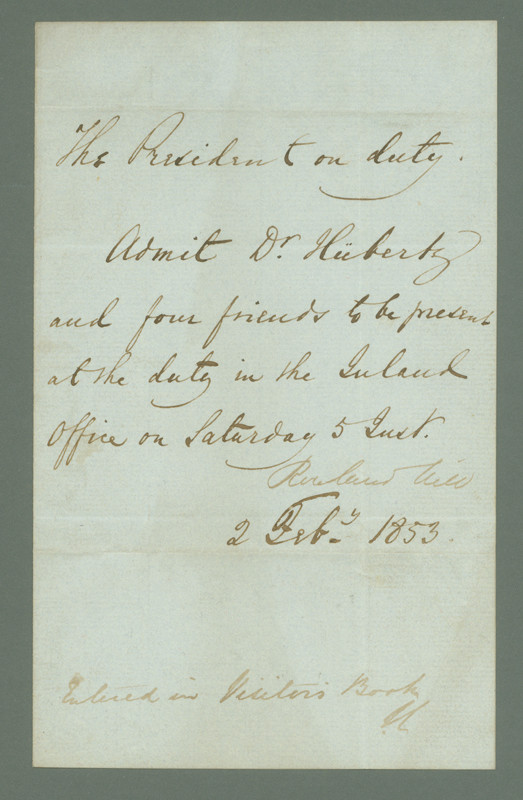 The President on duty.
Admit Dr. Hübertz
and four friends to be present
at the duty in the Inland
Office on Saturday 5 Inst.
Rowland Hill
2 Feby. 1853.
Entered in Visitors Book